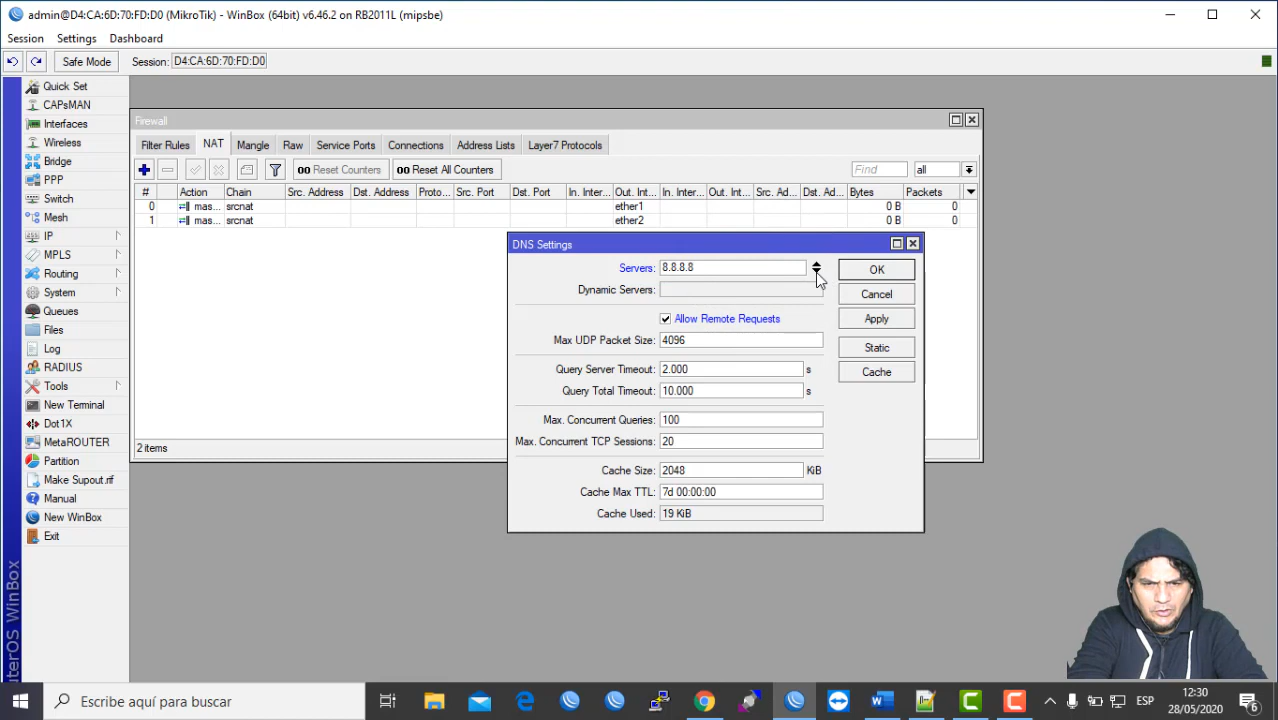 admin@D4:CA:6D:70:FD:D0 (MikroTik) - WinBox (64bit) v6.46.2 on RB2011L (mipsbe)
Session Settings Dashboard
Safe Mode Session: D4:CA:6D:70:FD:D0
Quick Set
CAPsMAN
Interfaces
Wireless
Bridge
PPP
Switch
Mesh
IP
MPLS
Routing
System
Queues
Files
Log
RADIUS
Tools
New Terminal
Dot1X
MetaROUTER
Partition
Make Supout.rif
Manual
New WinBox
Exit
uterOS WinBox
Firewall
Filter Rules NAT Mangle Raw Service Ports Connections Address Lists Layer7 Protocols
00 Reset Counters 00 Reset All Counters Find all
# Action Chain Src. Address Dst. Address Proto... Src. Port Dst. Port In. Inter... Out. Int... In. Inter... Out. Int... Src. Ad... Dst. Ad... Bytes Packets
0 mas... srcnat ether1 0 B 0
1 mas... srcnat ether2 0 B 0
2 items
DNS Settings
Servers: 8.8.8.8
Dynamic Servers:
Allow Remote Requests
Max UDP Packet Size: 4096
Query Server Timeout: 2.000 s
Query Total Timeout: 10.000 s
Max. Concurrent Queries: 100
Max. Concurrent TCP Sessions: 20
Cache Size: 2048 KiB
Cache Max TTL: 7d 00:00:00
Cache Used: 19 KiB
OK
Cancel
Apply
Static
Cache
Escribe aquí para buscar
ESP
12:30
28/05/2020
6